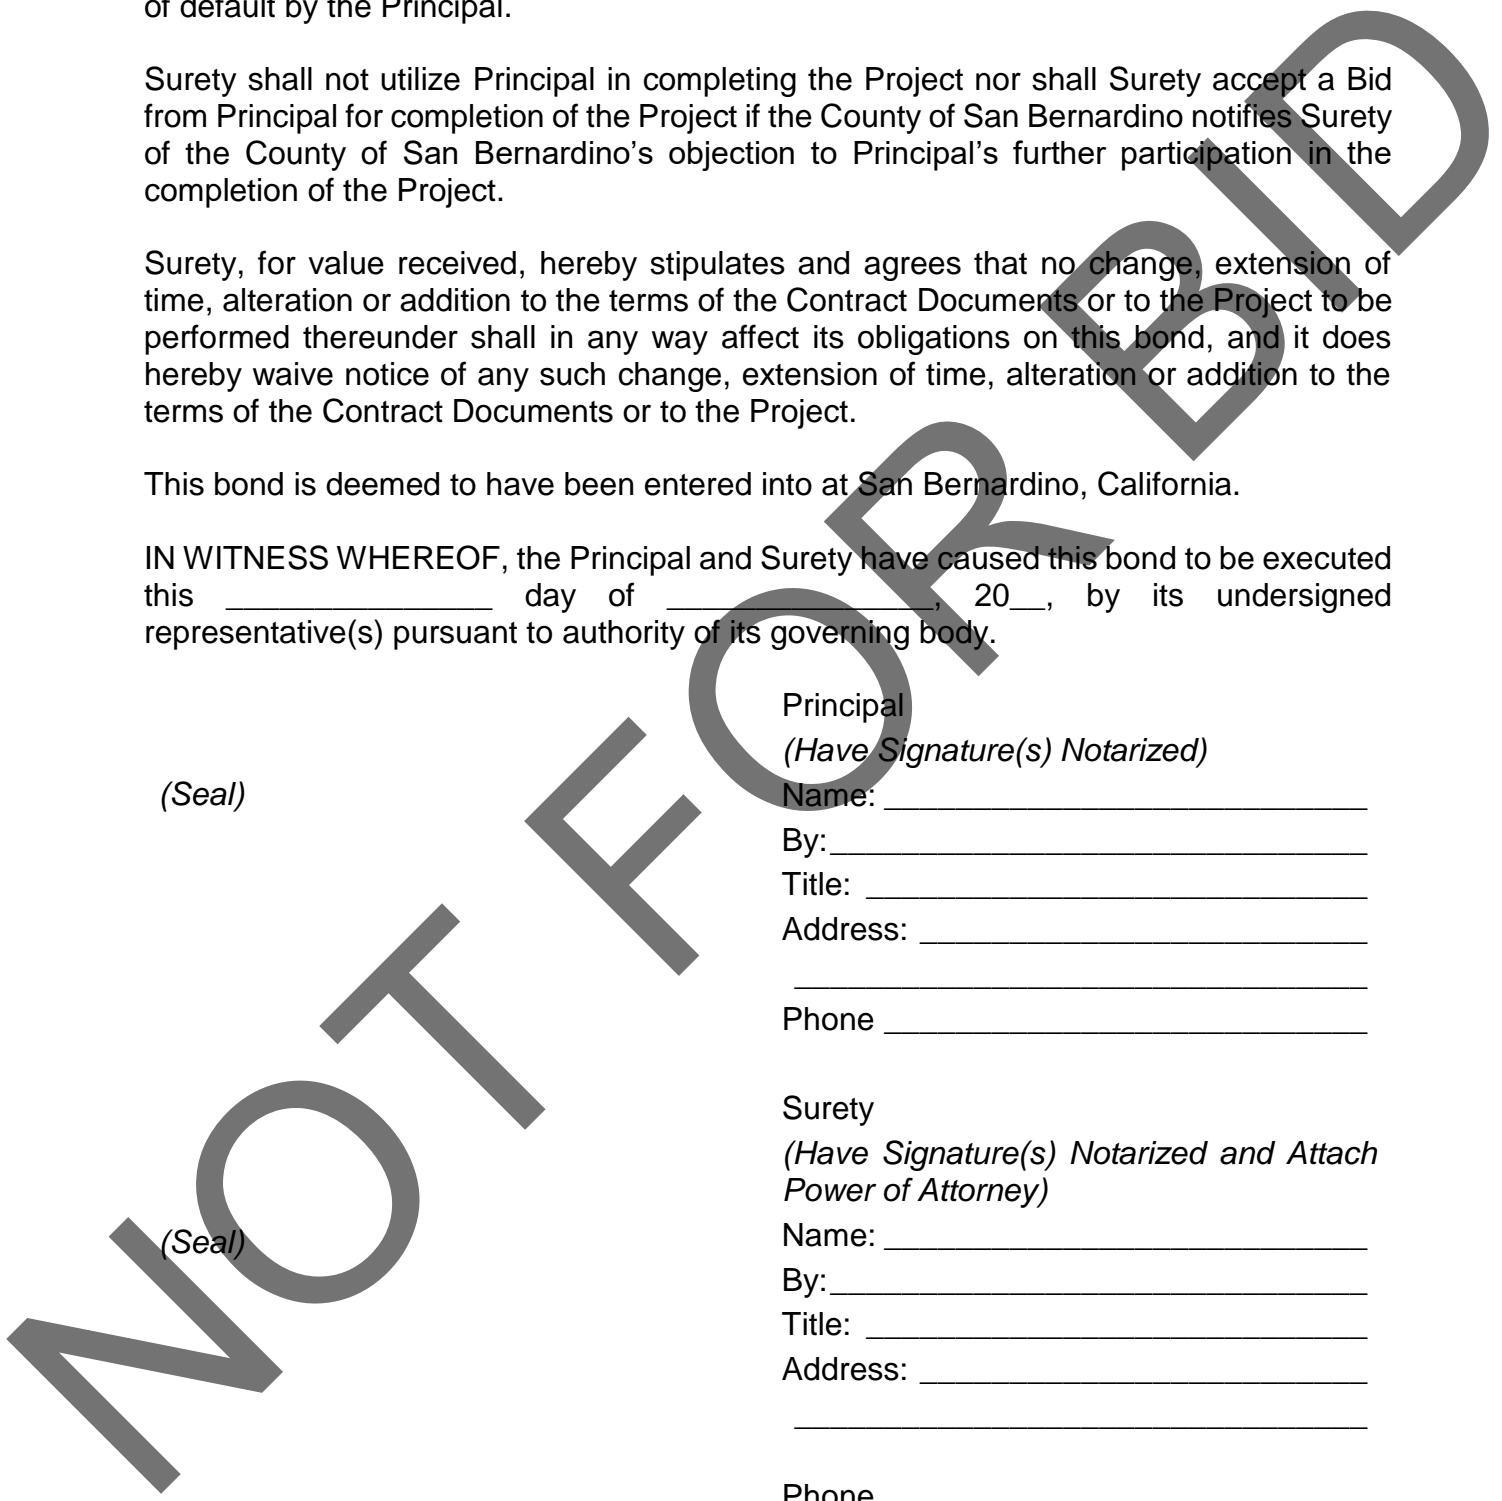 of default by the Principal.
Surety shall not utilize Principal in completing the Project nor shall Surety accept a Bid
from Principal for completion of the Project if the County of San Bernardino notifies Surety
of the County of San Bernardino’s objection to Principal’s further participation in the
completion of the Project.
Surety, for value received, hereby stipulates and agrees that no change, extension of
time, alteration or addition to the terms of the Contract Documents or to the Project to be
performed thereunder shall in any way affect its obligations on this bond, and it does
hereby waive notice of any such change, extension of time, alteration or addition to the
terms of the Contract Documents or to the Project.
This bond is deemed to have been entered into at San Bernardino, California.
IN WITNESS WHEREOF, the Principal and Surety have caused this bond to be executed
this _______________ day of _______________, 20__, by its undersigned
representative(s) pursuant to authority of its governing body.
Principal
(Have Signature(s) Notarized)
(Seal)
Name: ___________________________
By:______________________________
Title: ____________________________
Address: _________________________
________________________________
Phone ___________________________
Surety
(Have Signature(s) Notarized and Attach
Power of Attorney)
(Seal)
Name: ___________________________
By:______________________________
Title: ____________________________
Address: _________________________
________________________________
Phone
NOT FOR BID